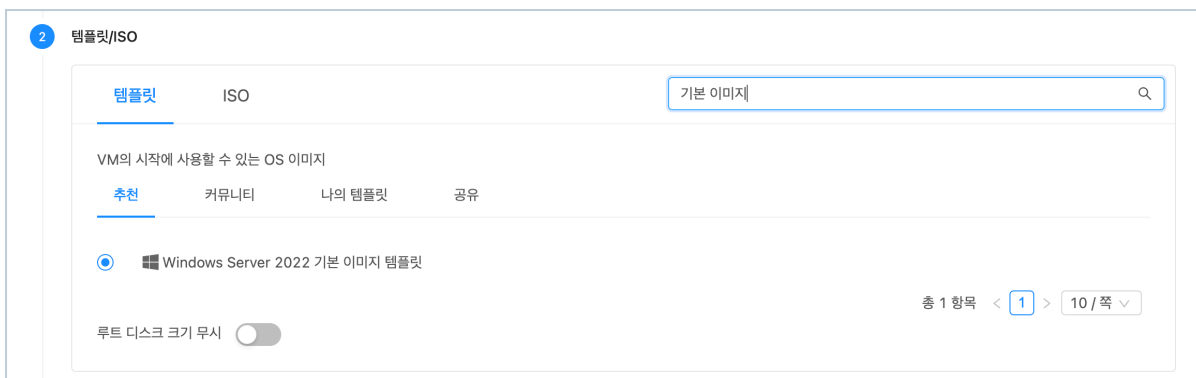 2 템플릿/ISO
템플릿 ISO 기본 이미지
VM의 시작에 사용할 수 있는 OS 이미지
추천 커뮤니티 나의 템플릿 공유
Windows Server 2022 기본 이미지 템플릿
총 1 항목 < 1 > 10 / 쪽
루트 디스크 크기 무시